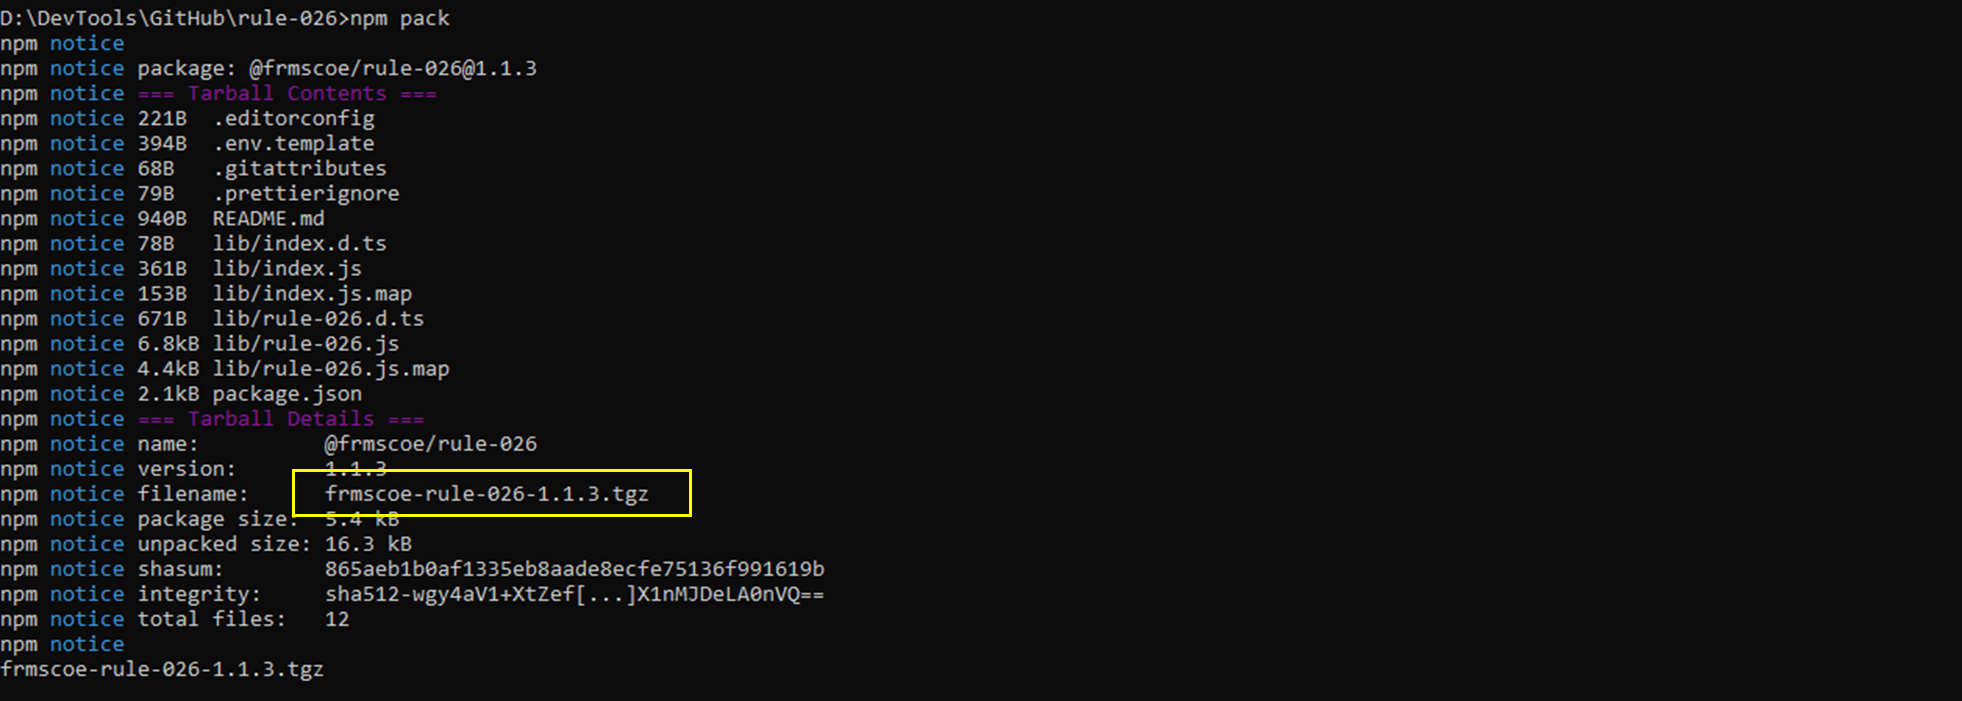 D:\DevTools\GitHub\rule-026>npm pack
npm notice
npm notice package: @frmscoe/rule-026@1.1.3
npm notice === Tarball Contents ===
npm notice 221B  .editorconfig
npm notice 394B  .env.template
npm notice 68B   .gitattributes
npm notice 79B   .prettierignore
npm notice 940B  README.md
npm notice 78B   lib/index.d.ts
npm notice 361B  lib/index.js
npm notice 153B  lib/index.js.map
npm notice 671B  lib/rule-026.d.ts
npm notice 6.8kB lib/rule-026.js
npm notice 4.4kB lib/rule-026.js.map
npm notice 2.1kB package.json
npm notice === Tarball Details ===
npm notice name:          @frmscoe/rule-026
npm notice version:       1.1.3
npm notice filename:      frmscoe-rule-026-1.1.3.tgz
npm notice package size:  5.4 kB
npm notice unpacked size: 16.3 kB
npm notice shasum:        865aeb1b0af1335eb8aade8ecfe75136f991619b
npm notice integrity:     sha512-wgy4aV1+XtZef[...]X1nMJDeLA0nVQ==
npm notice total files:   12
npm notice
frmscoe-rule-026-1.1.3.tgz